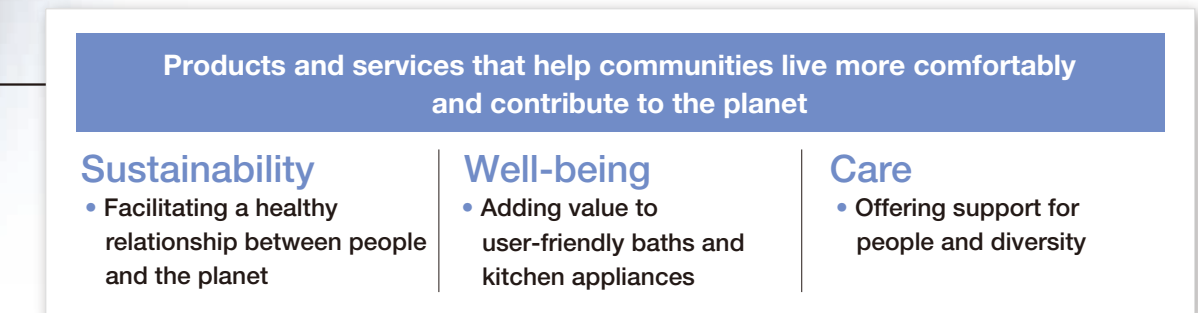 Products and services that help communities live more comfortably
and contribute to the planet
Sustainability
• Facilitating a healthy
relationship between people
and the planet
Well-being
• Adding value to
user-friendly baths and
kitchen appliances
Care
• Offering support for
people and diversity